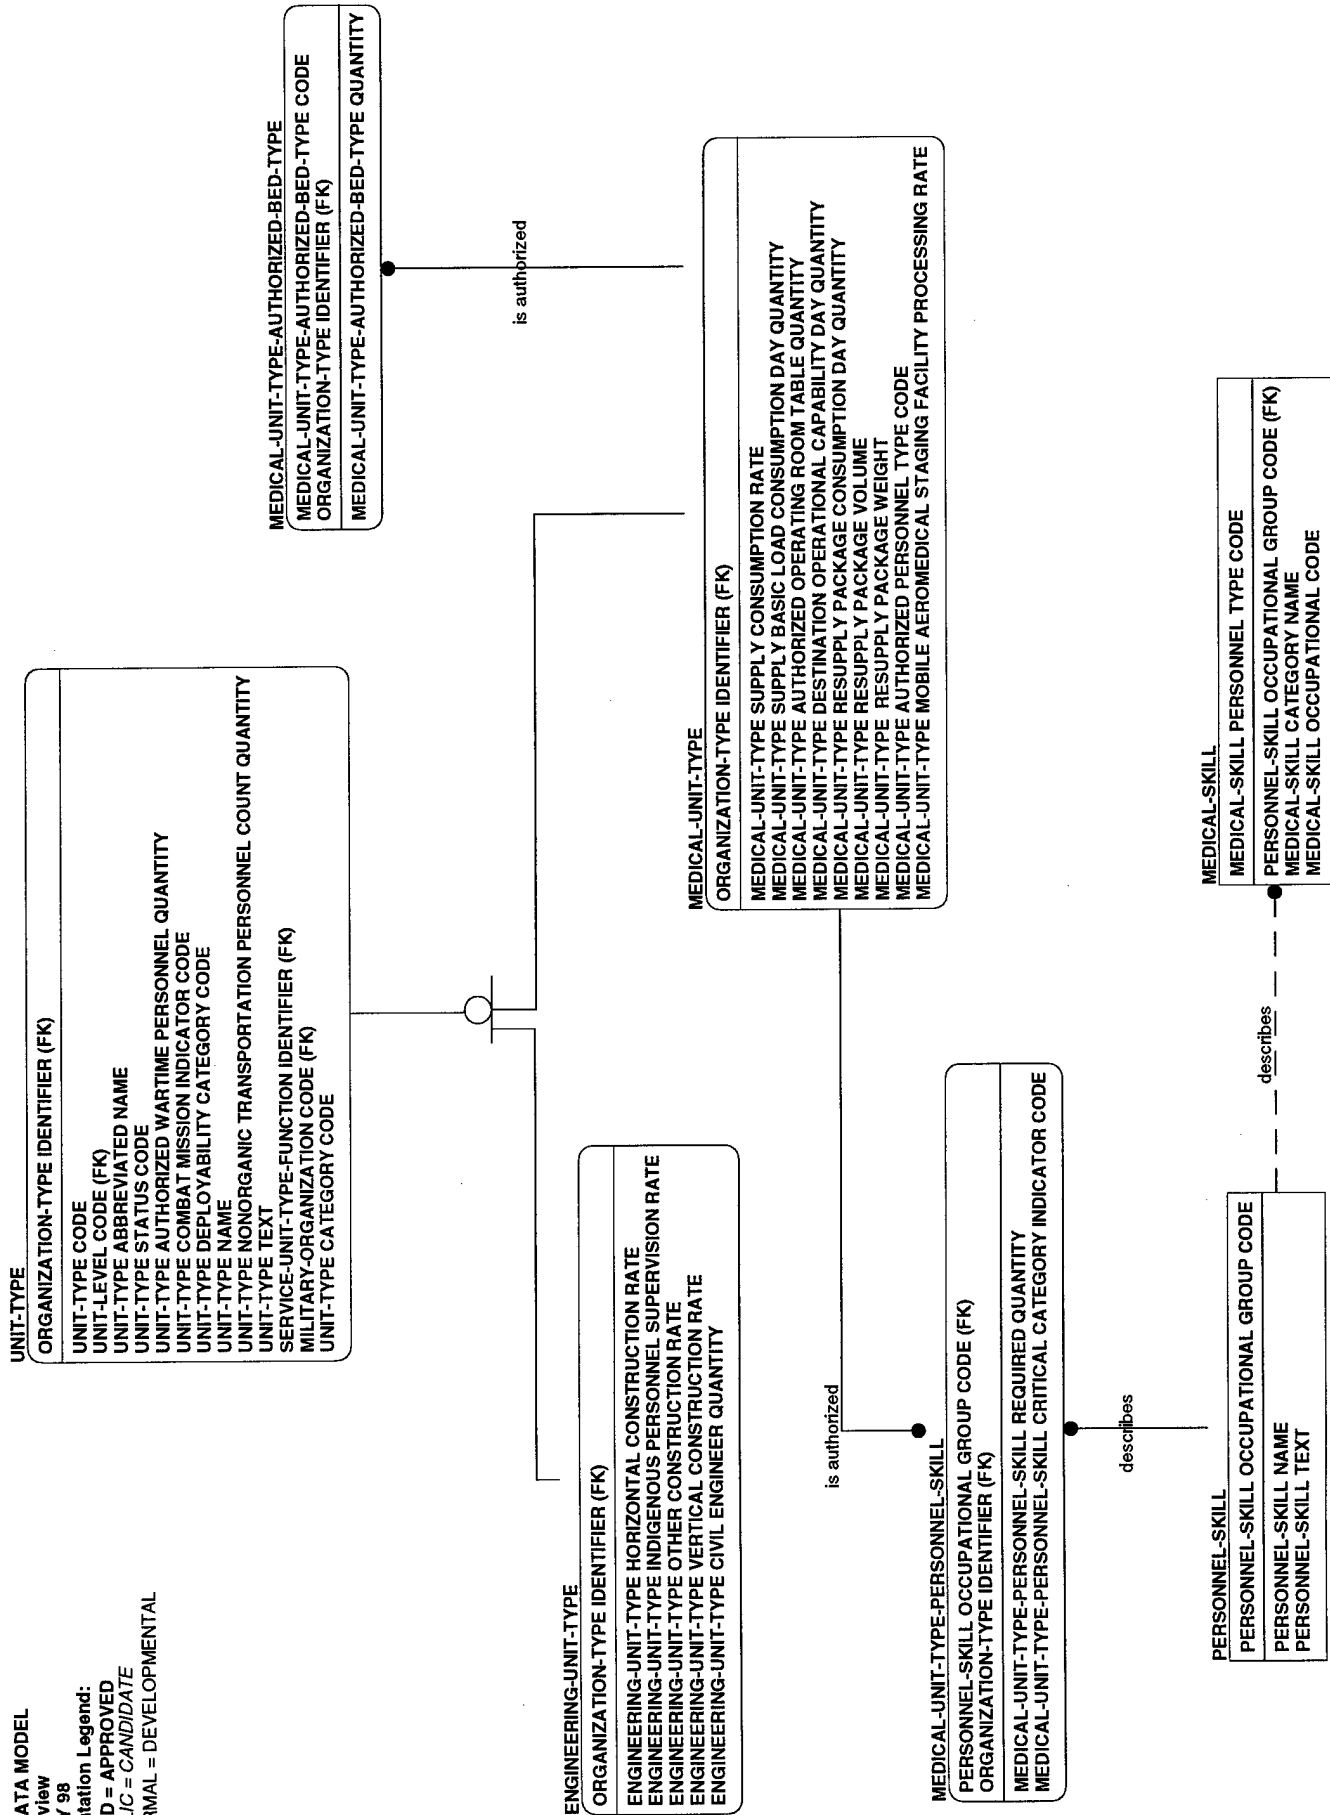 ATA MODEL
view
Y 98
tation Legend:
D = APPROVED
LIC = CANDIDATE
RMAL = DEVELOPMENTAL
UNIT-TYPE
ORGANIZATION-TYPE IDENTIFIER (FK)
UNIT-TYPE CODE
UNIT-LEVEL CODE (FK)
UNIT-TYPE ABBREVIATED NAME
UNIT-TYPE STATUS CODE
UNIT-TYPE AUTHORIZED WARTIME PERSONNEL QUANTITY
UNIT-TYPE COMBAT MISSION INDICATOR CODE
UNIT-TYPE DEPLOYABILITY CATEGORY CODE
UNIT-TYPE NAME
UNIT-TYPE NONORGANIC TRANSPORTATION PERSONNEL COUNT QUANTITY
UNIT-TYPE TEXT
SERVICE-UNIT-TYPE-FUNCTION IDENTIFIER (FK)
MILITARY-ORGANIZATION CODE (FK)
UNIT-TYPE CATEGORY CODE
MEDICAL-UNIT-TYPE-AUTHORIZED-BED-TYPE
MEDICAL-UNIT-TYPE-AUTHORIZED-BED-TYPE CODE
ORGANIZATION-TYPE IDENTIFIER (FK)
MEDICAL-UNIT-TYPE-AUTHORIZED-BED-TYPE QUANTITY
is authorized
ENGINEERING-UNIT-TYPE
ORGANIZATION-TYPE IDENTIFIER (FK)
ENGINEERING-UNIT-TYPE HORIZONTAL CONSTRUCTION RATE
ENGINEERING-UNIT-TYPE INDIGENOUS PERSONNEL SUPERVISION RATE
ENGINEERING-UNIT-TYPE OTHER CONSTRUCTION RATE
ENGINEERING-UNIT-TYPE VERTICAL CONSTRUCTION RATE
ENGINEERING-UNIT-TYPE CIVIL ENGINEER QUANTITY
MEDICAL-UNIT-TYPE
ORGANIZATION-TYPE IDENTIFIER (FK)
MEDICAL-UNIT-TYPE SUPPLY CONSUMPTION RATE
MEDICAL-UNIT-TYPE SUPPLY BASIC LOAD CONSUMPTION DAY QUANTITY
MEDICAL-UNIT-TYPE AUTHORIZED OPERATING ROOM TABLE QUANTITY
MEDICAL-UNIT-TYPE DESTINATION OPERATIONAL CAPABILITY DAY QUANTITY
MEDICAL-UNIT-TYPE RESUPPLY PACKAGE CONSUMPTION DAY QUANTITY
MEDICAL-UNIT-TYPE RESUPPLY PACKAGE VOLUME
MEDICAL-UNIT-TYPE RESUPPLY PACKAGE WEIGHT
MEDICAL-UNIT-TYPE AUTHORIZED PERSONNEL TYPE CODE
MEDICAL-UNIT-TYPE MOBILE AEROMEDICAL STAGING FACILITY PROCESSING RATE
is authorized
MEDICAL-UNIT-TYPE-PERSONNEL-SKILL
PERSONNEL-SKILL OCCUPATIONAL GROUP CODE (FK)
ORGANIZATION-TYPE IDENTIFIER (FK)
MEDICAL-UNIT-TYPE-PERSONNEL-SKILL REQUIRED QUANTITY
MEDICAL-UNIT-TYPE-PERSONNEL-SKILL CRITICAL CATEGORY INDICATOR CODE
describes
PERSONNEL-SKILL
PERSONNEL-SKILL OCCUPATIONAL GROUP CODE
PERSONNEL-SKILL NAME
PERSONNEL-SKILL TEXT
describes
MEDICAL-SKILL
MEDICAL-SKILL PERSONNEL TYPE CODE
PERSONNEL-SKILL OCCUPATIONAL GROUP CODE (FK)
MEDICAL-SKILL CATEGORY NAME
MEDICAL-SKILL OCCUPATIONAL CODE